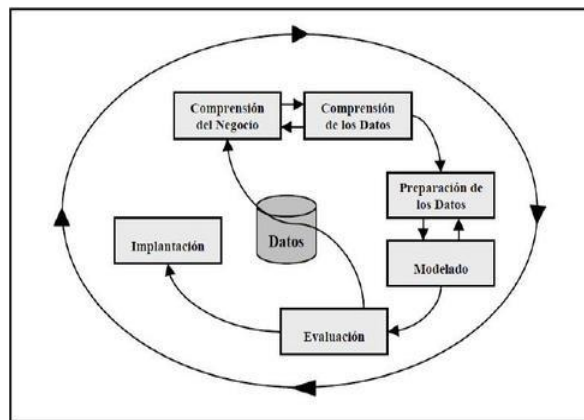 Comprensión
del Negocio
Comprensión
de los Datos
Preparación de
los Datos
Datos
Implantación
Modelado
Evaluación